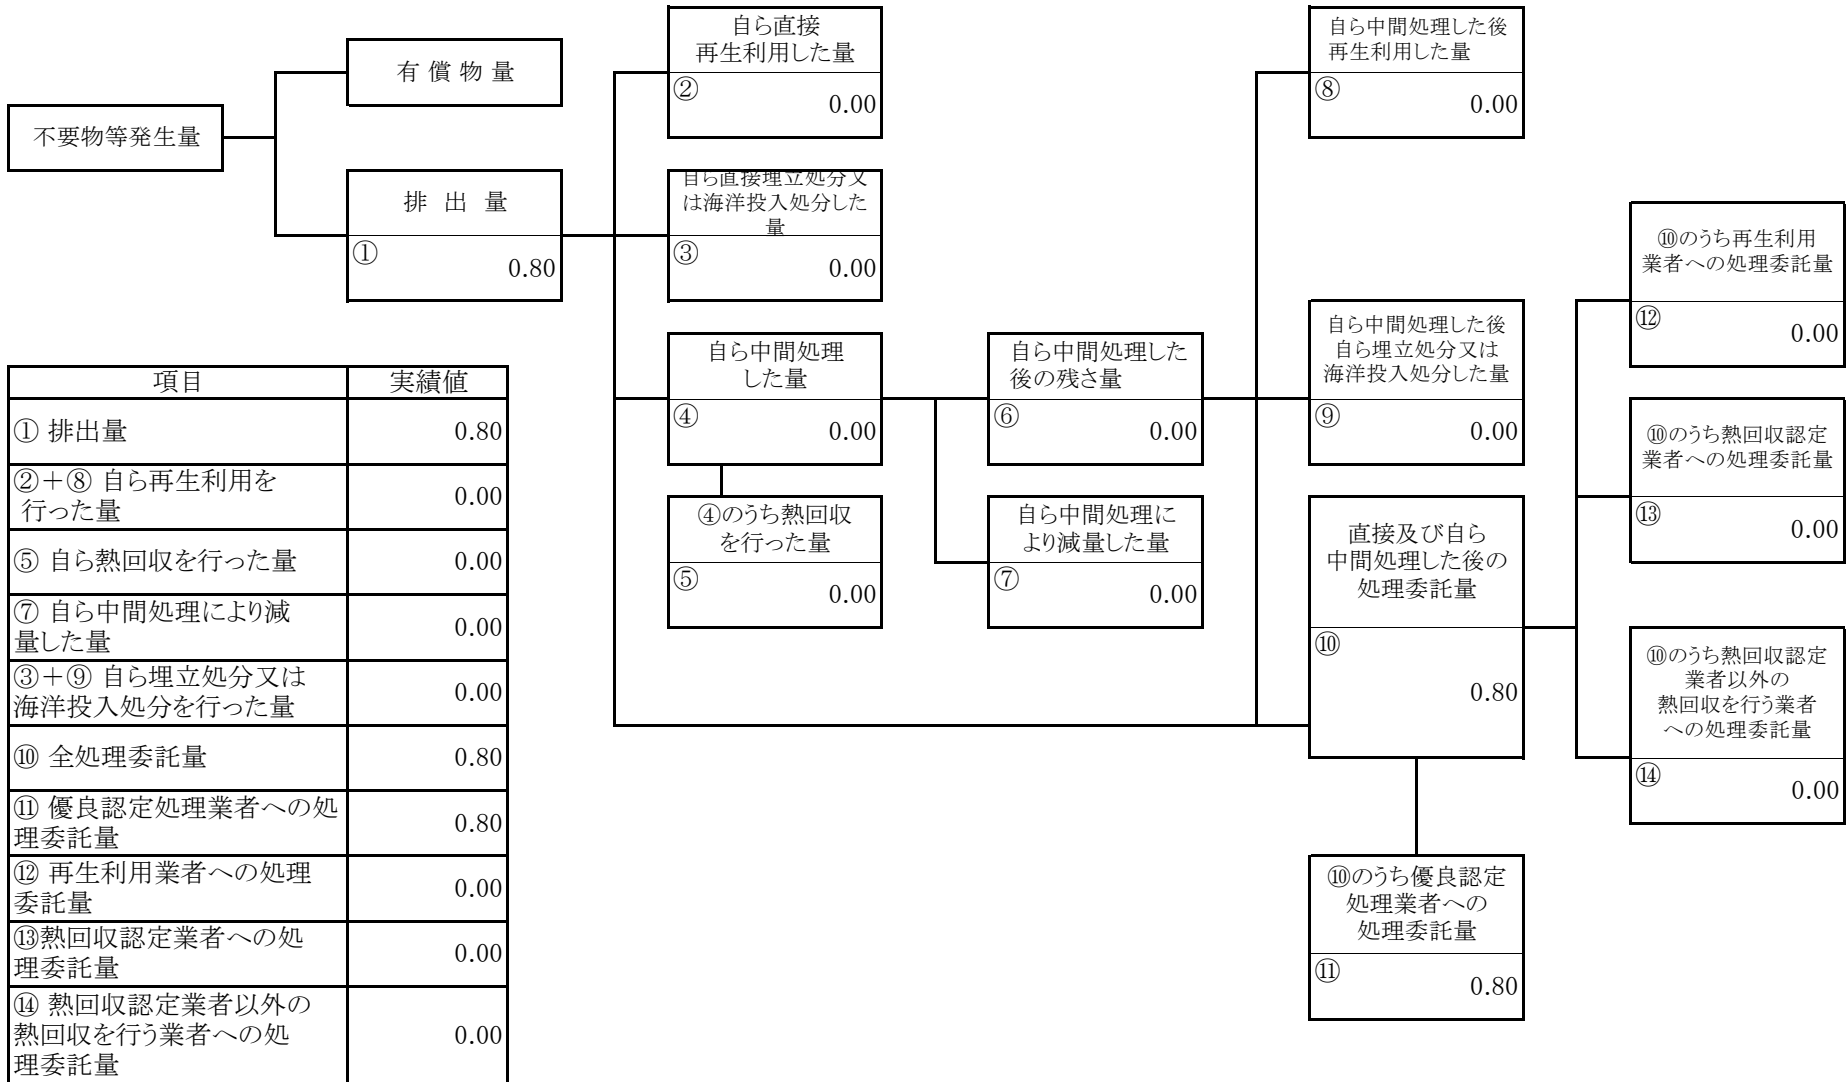 不要物等発生量
有 償 物 量
排 出 量
①
0.80
自ら直接
再生利用した量
②
0.00
自ら直接埋立処分又
は海洋投入処分した
量
③
0.00
自ら中間処理
した量
④
0.00
④のうち熱回収
を行った量
⑤
0.00
自ら中間処理した
後の残さ量
⑥
0.00
自ら中間処理に
より減量した量
⑦
0.00
自ら中間処理した後
再生利用した量
⑧
0.00
自ら中間処理した後
自ら埋立処分又は
海洋投入処分した量
⑨
0.00
直接及び自ら
中間処理した後の
処理委託量
⑩
0.80
⑩のうち優良認定
処理業者への
処理委託量
⑪
0.80
⑩のうち再生利用
業者への処理委託量
⑫
0.00
⑩のうち熱回収認定
業者への処理委託量
⑬
0.00
⑩のうち熱回収認定
業者以外の
熱回収を行う業者
への処理委託量
⑭
0.00
項目 実績値
① 排出量 0.80
②＋⑧ 自ら再生利用を
行った量 0.00
⑤ 自ら熱回収を行った量 0.00
⑦ 自ら中間処理により減
量した量 0.00
③＋⑨ 自ら埋立処分又は
海洋投入処分を行った量 0.00
⑩ 全処理委託量 0.80
⑪ 優良認定処理業者への処
理委託量 0.80
⑫ 再生利用業者への処理
委託量 0.00
⑬熱回収認定業者への処
理委託量 0.00
⑭ 熱回収認定業者以外の
熱回収を行う業者への処
理委託量 0.00